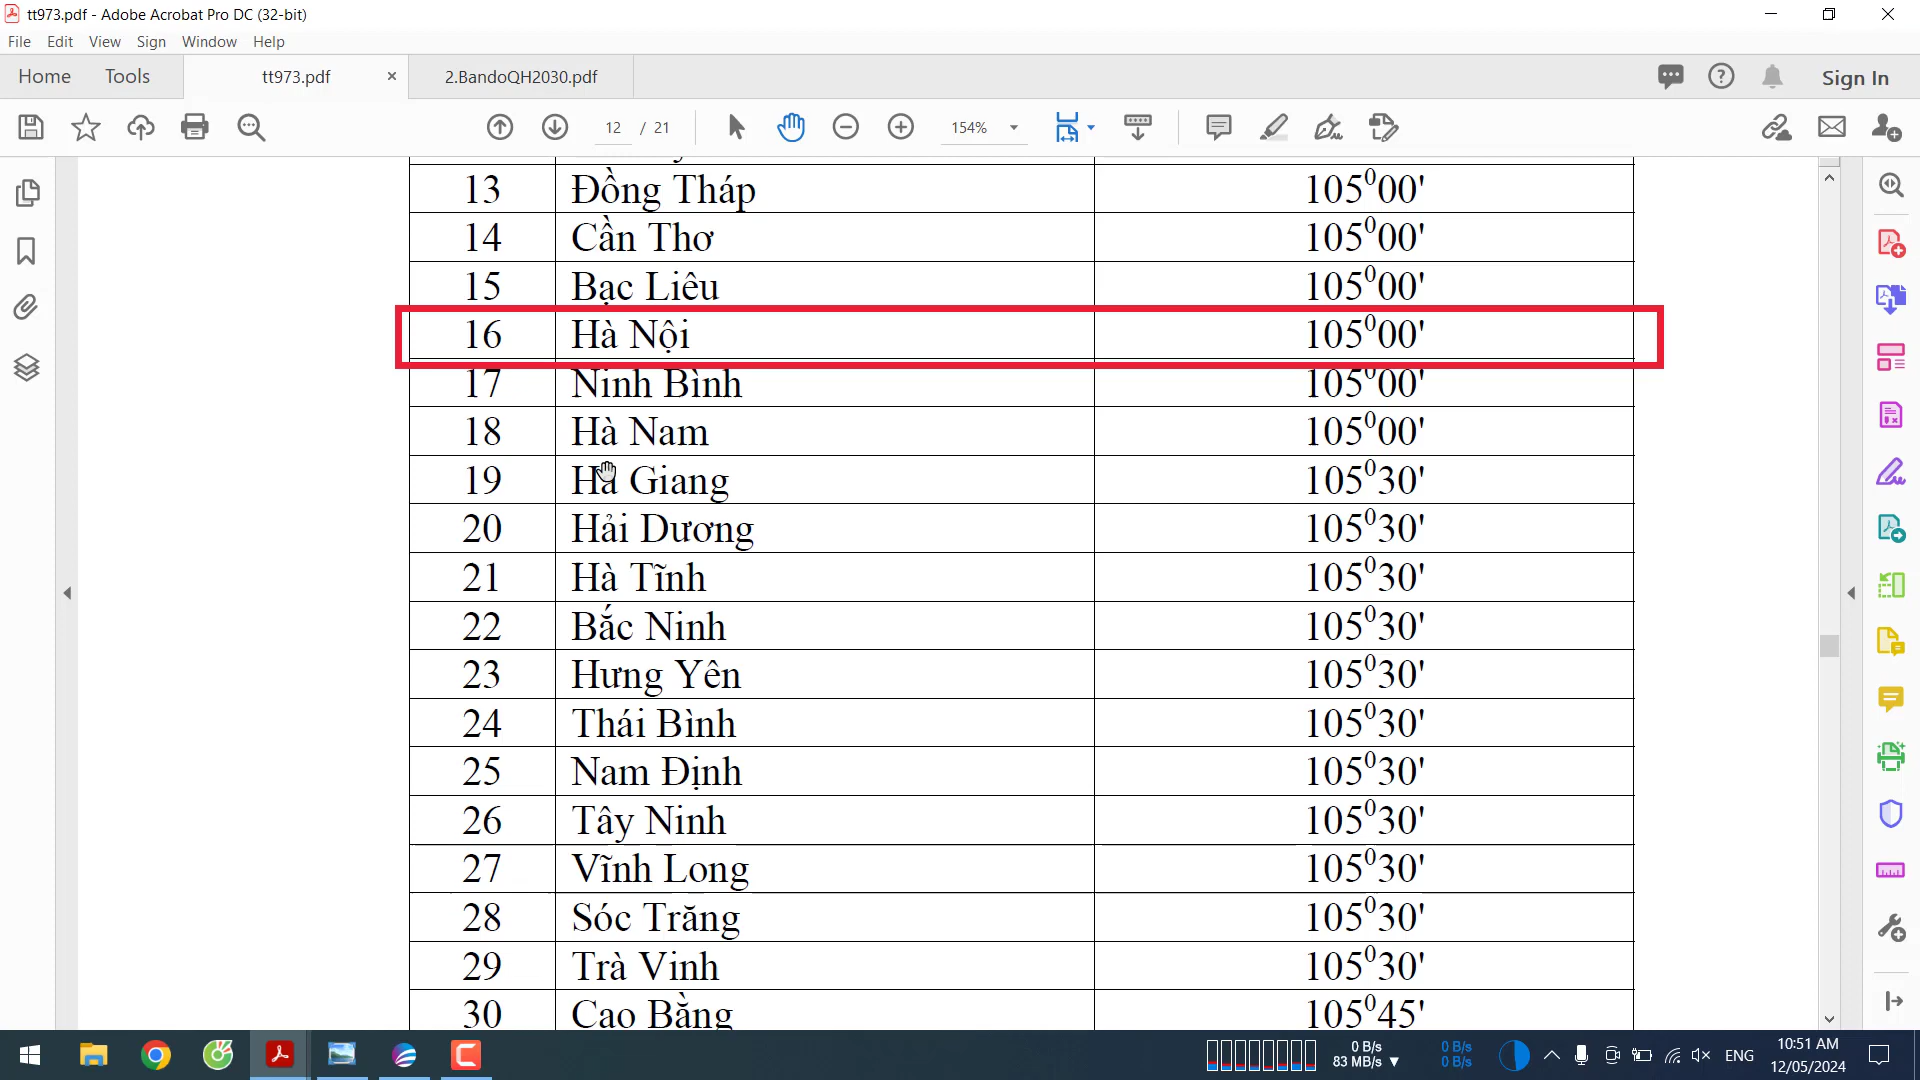 tt973.pdf - Adobe Acrobat Pro DC (32-bit)
File Edit View Sign Window Help
Home Tools tt973.pdf × 2.BandoQH2030.pdf Sign In
12 / 21 154%
13 Đồng Tháp 105⁰00'
14 Cần Thơ 105⁰00'
15 Bạc Liêu 105⁰00'
16 Hà Nội 105⁰00'
17 Ninh Bình 105⁰00'
18 Hà Nam 105⁰00'
19 Hà Giang 105⁰30'
20 Hải Dương 105⁰30'
21 Hà Tĩnh 105⁰30'
22 Bắc Ninh 105⁰30'
23 Hưng Yên 105⁰30'
24 Thái Bình 105⁰30'
25 Nam Định 105⁰30'
26 Tây Ninh 105⁰30'
27 Vĩnh Long 105⁰30'
28 Sóc Trăng 105⁰30'
29 Trà Vinh 105⁰30'
30 Cao Bằng 105⁰45'
0 B/s 0 B/s 10:51 AM
83 MB/s 0 B/s ENG 12/05/2024